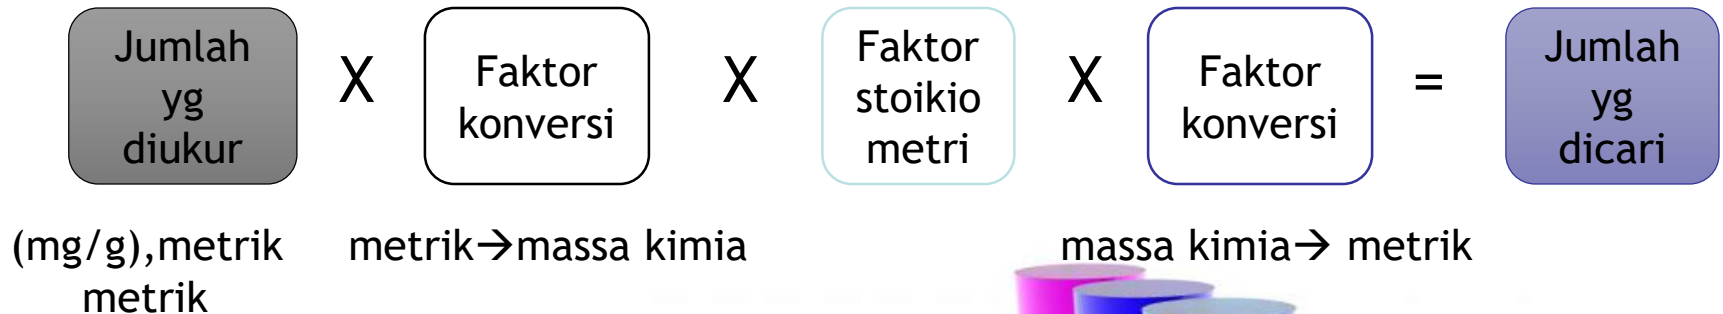 Jumlah
yg
diukur
X
Faktor
konversi
X
Faktor
stoikio
metri
X
Faktor
konversi
=
Jumlah
yg
dicari
(mg/g),metrik
metrik
metrik→massa kimia
massa kimia→ metrik